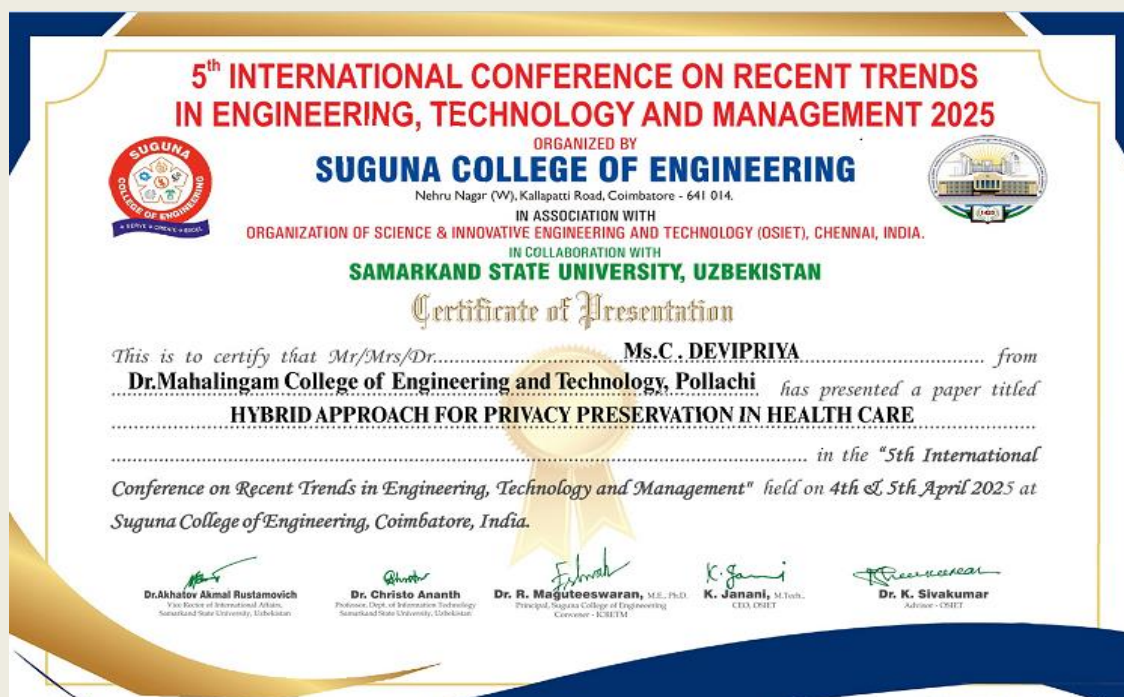 5th INTERNATIONAL CONFERENCE ON RECENT TRENDS
IN ENGINEERING, TECHNOLOGY AND MANAGEMENT 2025
ORGANIZED BY
SUGUNA COLLEGE OF ENGINEERING
Nehru Nagar (W), Kallapatti Road, Coimbatore - 641 014.
IN ASSOCIATION WITH
ORGANIZATION OF SCIENCE & INNOVATIVE ENGINEERING AND TECHNOLOGY (OSIET), CHENNAI, INDIA.
IN COLLABORATION WITH
SAMARKAND STATE UNIVERSITY, UZBEKISTAN
SUGUNA
COLLEGE OF ENGINEERING
SERVE CREATE EXCEL
1420
Certificate of Presentation
This is to certify that Mr/Mrs/Dr. Ms.C . DEVIPRIYA from
Dr.Mahalingam College of Engineering and Technology, Pollachi has presented a paper titled
HYBRID APPROACH FOR PRIVACY PRESERVATION IN HEALTH CARE
in the "5th International
Conference on Recent Trends in Engineering, Technology and Management" held on 4th & 5th April 2025 at
Suguna College of Engineering, Coimbatore, India.
Dr.Akhatov Akmal Rustamovich
Vice Rector of International Affairs,
Samarkand State University, Uzbekistan
Dr. Christo Ananth
Professor, Dept. of Information Technology
Samarkand State University, Uzbekistan
Dr. R. Maguteeswaran, M.E., Ph.D.
Principal, Suguna College of Engineering
Convener - ICRETM
K. Janani, M.Tech.,
CEO, OSIET
Dr. K. Sivakumar
Advisor - OSIET